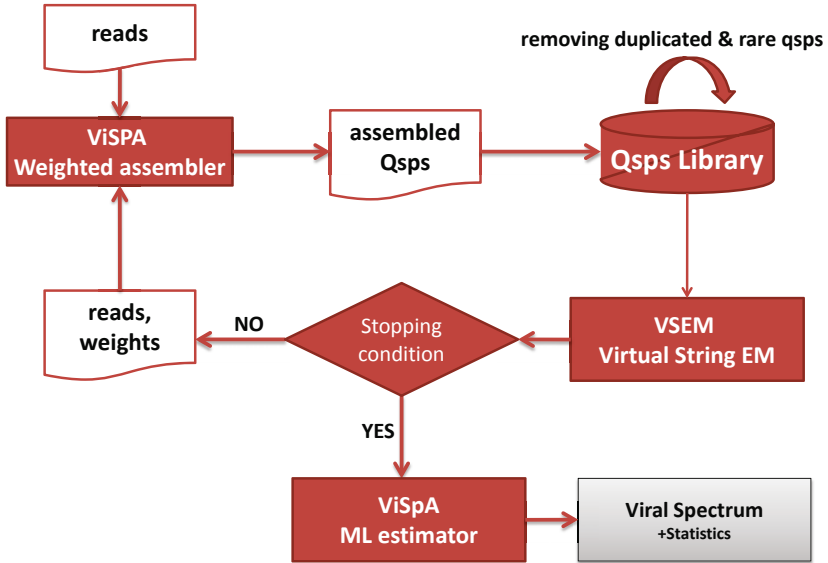 reads
removing duplicated & rare qsps
ViSPA
Weighted assembler
assembled
Qsps
Qsps Library
reads,
weights
NO
Stopping
condition
VSEM
Virtual String EM
YES
ViSpA
ML estimator
Viral Spectrum
+Statistics